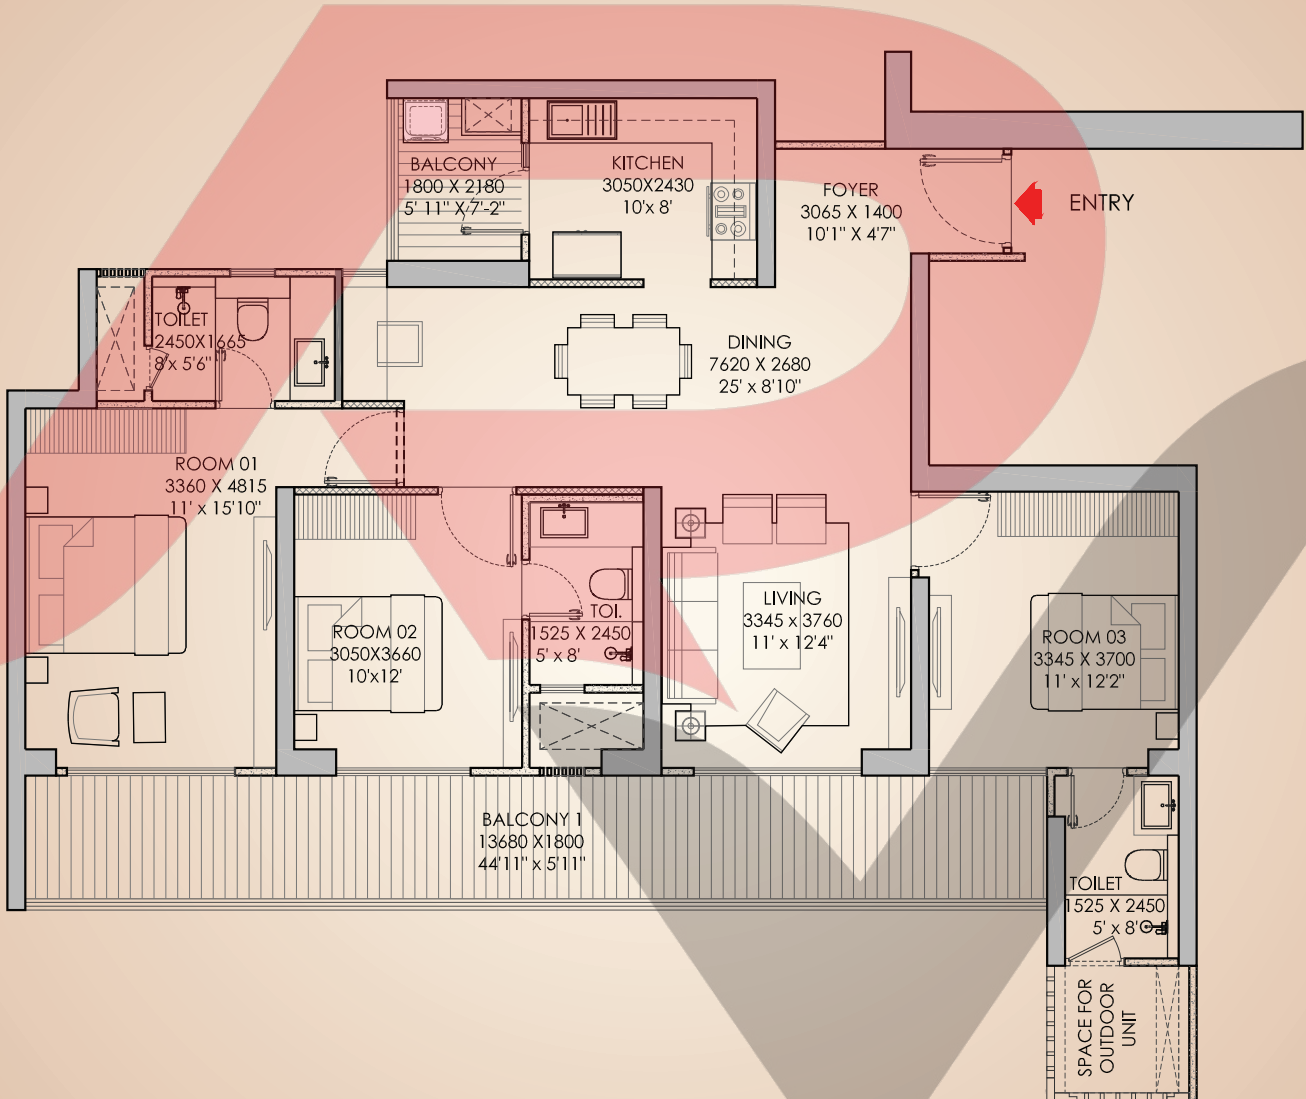 BALCONY
1800 X 2180
5' 11" X 7'-2"
KITCHEN
3050X2430
10'x 8'
FOYER
3065 X 1400
10'1" X 4'7"
ENTRY
TOILET
2450X1665
8'x 5'6"
DINING
7620 X 2680
25' x 8'10"
ROOM 01
3360 X 4815
11' x 15'10"
ROOM 02
3050X3660
10'x12'
TOI.
1525 X 2450
5' x 8'
LIVING
3345 x 3760
11' x 12'4"
ROOM 03
3345 X 3700
11' x 12'2"
BALCONY 1
13680 X1800
44'11" x 5'11"
TOILET
1525 X 2450
5' x 8'
SPACE FOR
OUTDOOR
UNIT